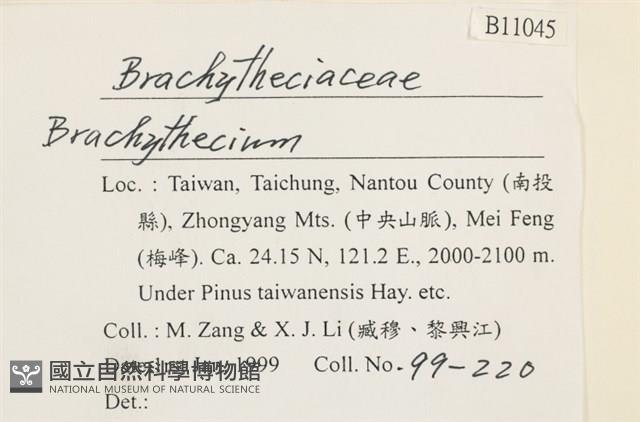 B11045
Brachytheciaceae
Brachythecium
Loc. : Taiwan, Taichung, Nantou County (南投
縣), Zhongyang Mts. (中央山脈), Mei Feng
(梅峰). Ca. 24.15 N, 121.2 E., 2000-2100 m.
Under Pinus taiwanensis Hay. etc.
Coll. : M. Zang & X. J. Li (臧穆、黎興江)
1999 Coll. No. 99-220
國立自然科學博物館
NATIONAL MUSEUM OF NATURAL SCIENCE
Det.: